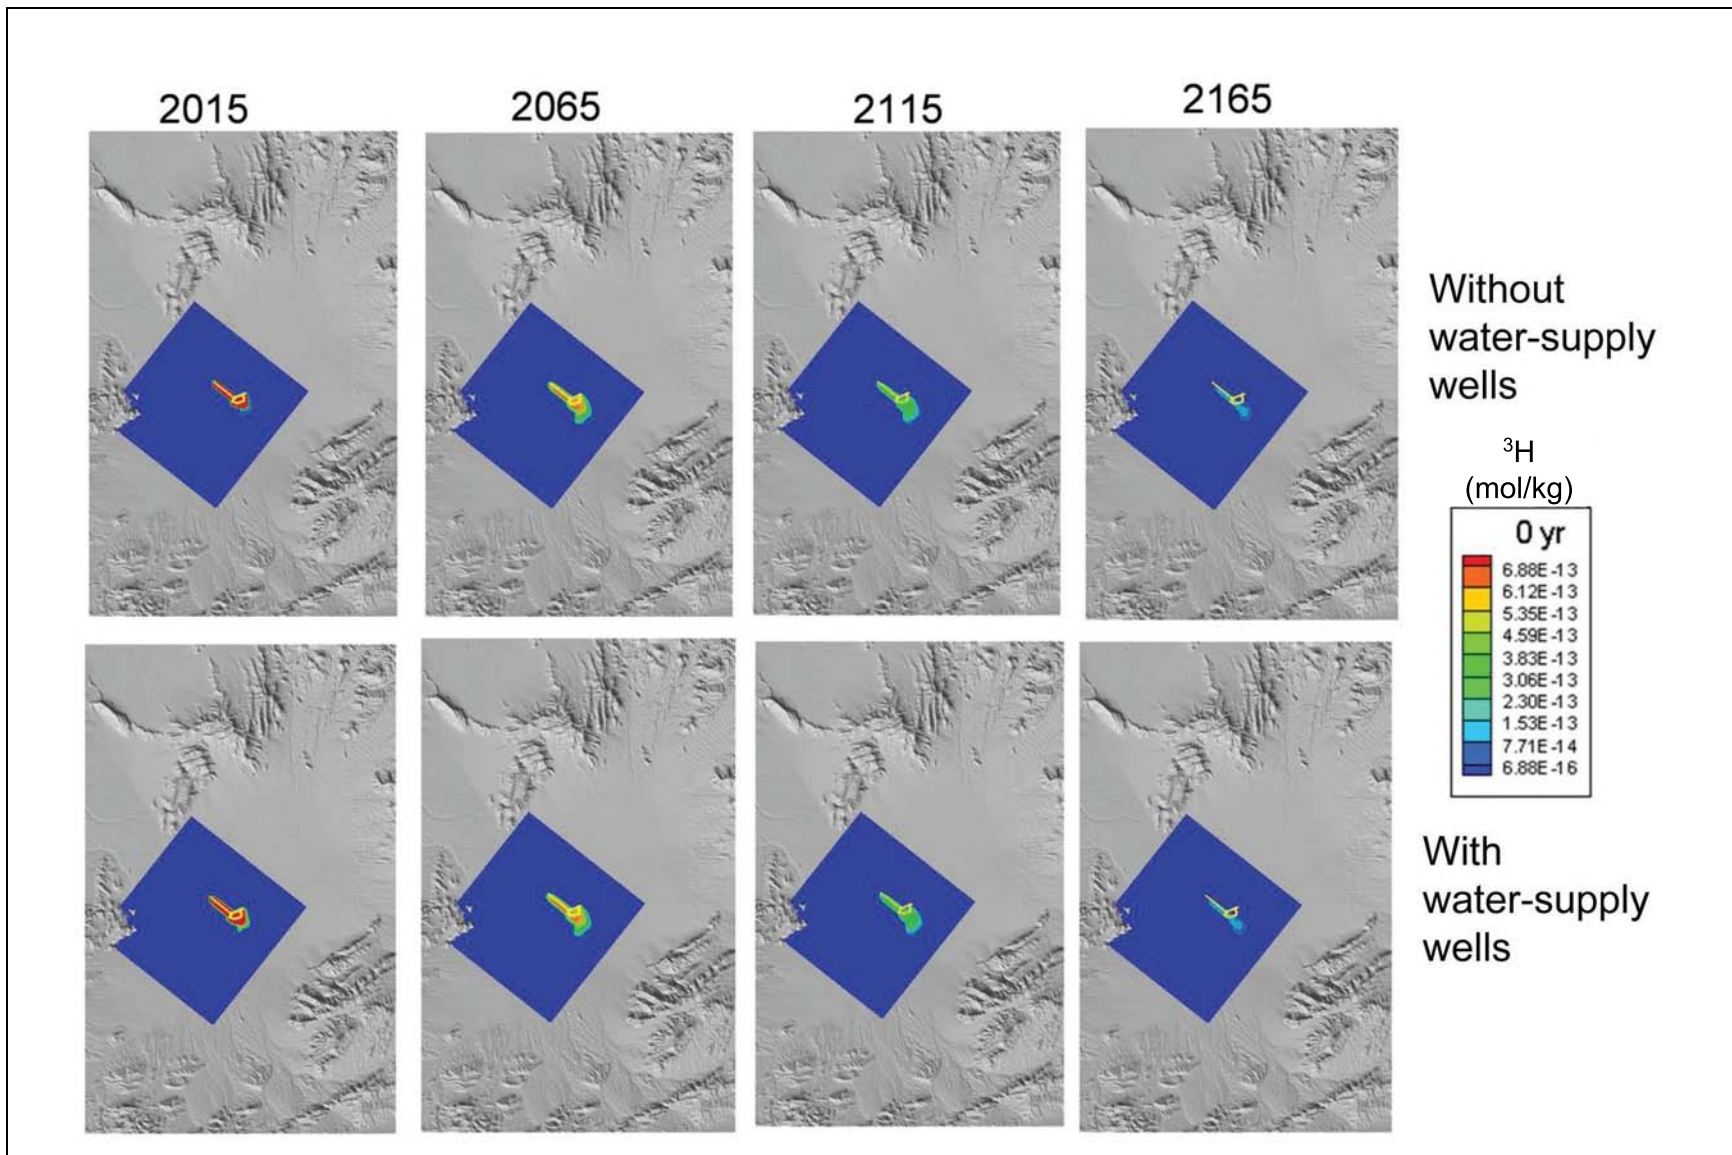 2015 2065 2115 2165
Without
water-supply
wells
³H
(mol/kg)
0 yr
6.88E-13
6.12E-13
5.35E-13
4.59E-13
3.83E-13
3.06E-13
2.30E-13
1.53E-13
7.71E-14
6.88E-16
With
water-supply
wells